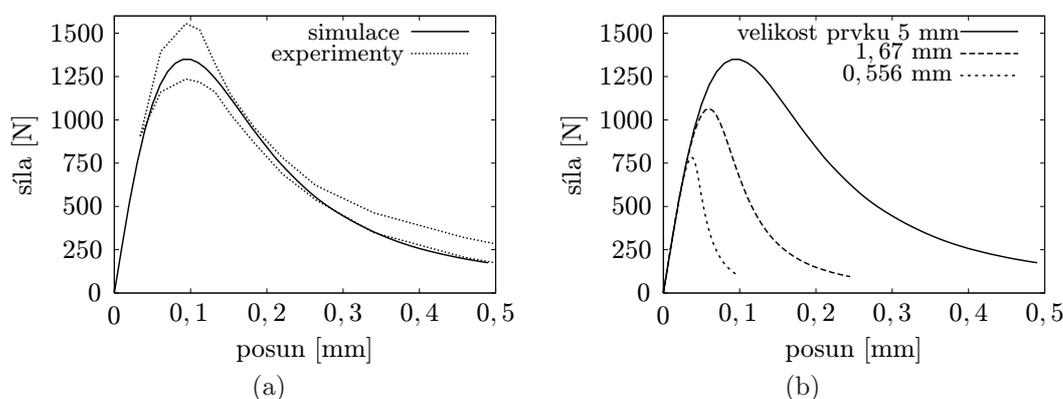 1500
1250
1000
750
500
250
0
síla [N]
simulace
experimenty
0
0, 1
0, 2
0, 3
0, 4
0, 5
posun [mm]
(a)
1500
1250
1000
750
500
250
0
síla [N]
velikost prvku 5 mm
1, 67 mm
0, 556 mm
0
0, 1
0, 2
0, 3
0, 4
0, 5
posun [mm]
(b)